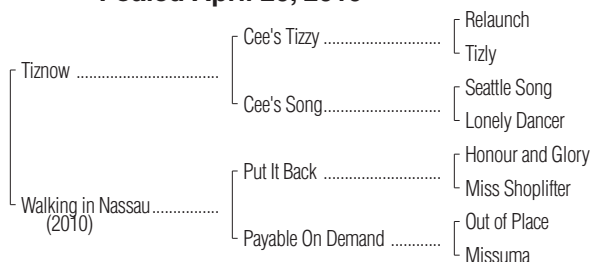 Relaunch
Cee's Tizzy
Tizly
Tiznow
Seattle Song
Cee's Song
Lonely Dancer
Honour and Glory
Put It Back
Miss Shoplifter
Walking in Nassau
(2010)
Out of Place
Payable On Demand
Missuma